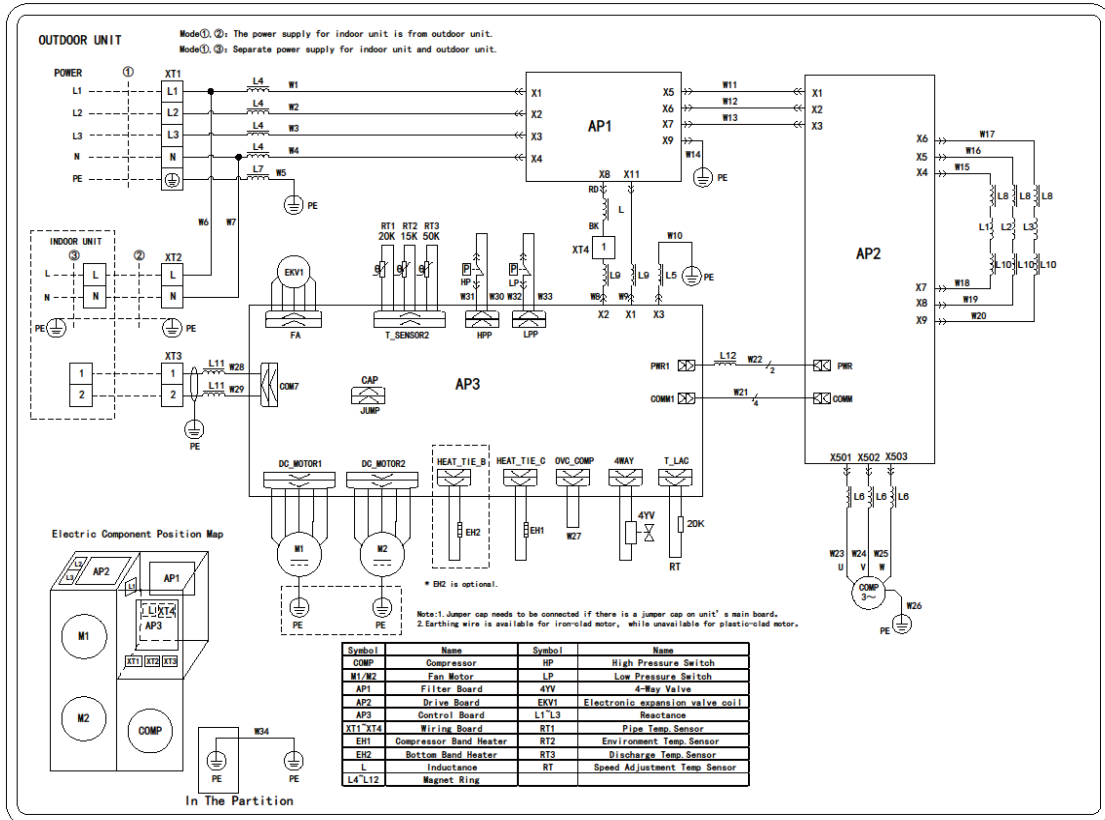 OUTDOOR UNIT
Mode①, ②: The power supply for indoor unit is from outdoor unit.
Mode①, ③: Separate power supply for indoor unit and outdoor unit.
POWER ① XT1
L1 L1 L4 W1 X1
L2 L2 L4 W2 X2
L3 L3 L4 W3 X3
N N L4 W4 X4
PE L7 W5
PE
AP1
X5 W11 X1
X6 W12 X2
X7 W13 X3
X9 W14 PE
X8 X11
RD L
BK
XT4 1
L9 L9 L5
W8 W9 W10 PE
X2 X1 X3
AP2
X6 W17
X5 W16
X4 W15
L8 L8 L8
L1 L2 L3
L10 L10 L10
X7 W18
X8 W19
X9 W20
W6 W7
INDOOR UNIT
③ ② XT2
L L L
N N N
PE PE
1 XT3 1 L11 W28
2 2 L11 W29
COM7
PE
EKV1
FA
RT1 RT2 RT3
20K 15K 50K
θ θ θ
T_SENSOR2
P HP
W31 W30
HPP
P LP
W32 W33
LPP
AP3
CAP
JUMP
PWR1 L12 W22 2 PWR
COMM1 W21 4 COMM
DC_MOTOR1 DC_MOTOR2 HEAT_TIE_B HEAT_TIE_C OVC_COMP 4WAY T_LAC
M1 M2 EH2 EH1 W27 4YV 20K
RT
PE PE
* EH2 is optional.
X501 X502 X503
L6 L6 L6
W23 W24 W25
U V W
COMP
3~
W26
PE
Note:1. Jumper cap needs to be connected if there is a jumper cap on unit's main board.
2. Earthing wire is available for iron-clad motor, while unavailable for plastic-clad motor.
Electric Component Position Map
L2
L3 AP2 L1 AP1
L XT4
AP3
M1
XT1 XT2 XT3
M2 COMP
W34
PE PE
In The Partition
Symbol Name Symbol Name
COMP Compressor HP High Pressure Switch
M1/M2 Fan Motor LP Low Pressure Switch
AP1 Filter Board 4YV 4-Way Valve
AP2 Drive Board EKV1 Electronic expansion valve coil
AP3 Control Board L1~L3 Reactance
XT1~XT4 Wiring Board RT1 Pipe Temp. Sensor
EH1 Compressor Band Heater RT2 Environment Temp. Sensor
EH2 Bottom Band Heater RT3 Discharge Temp. Sensor
L Inductance RT Speed Adjustment Temp Sensor
L4~L12 Magnet Ring